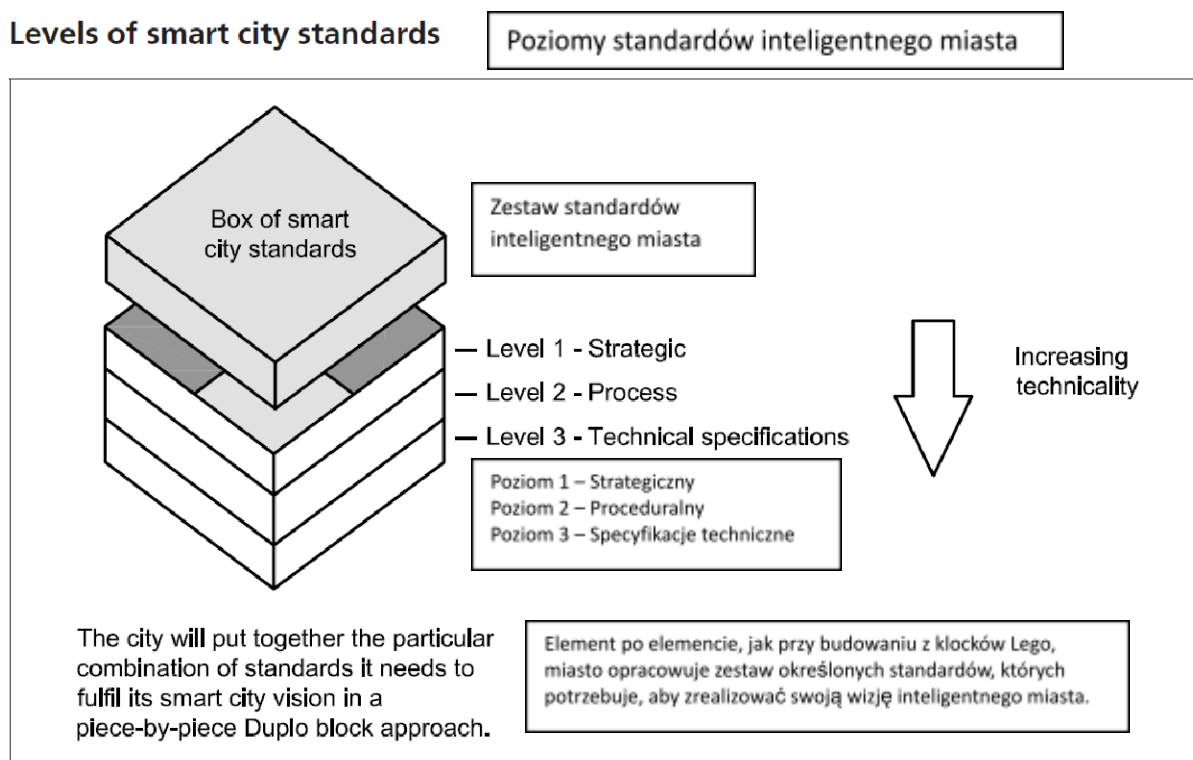 Levels of smart city standards
Poziomy standardów inteligentnego miasta
Box of smart
city standards
Zestaw standardów
inteligentnego miasta
Level 1 - Strategic
Level 2 - Process
Level 3 - Technical specifications
Increasing
technicality
Poziom 1 – Strategiczny
Poziom 2 – Proceduralny
Poziom 3 – Specyfikacje techniczne
The city will put together the particular
combination of standards it needs to
fulfil its smart city vision in a
piece-by-piece Duplo block approach.
Element po elemencie, jak przy budowaniu z klocków Lego,
miasto opracowuje zestaw określonych standardów, których
potrzebuje, aby zrealizować swoją wizję inteligentnego miasta.